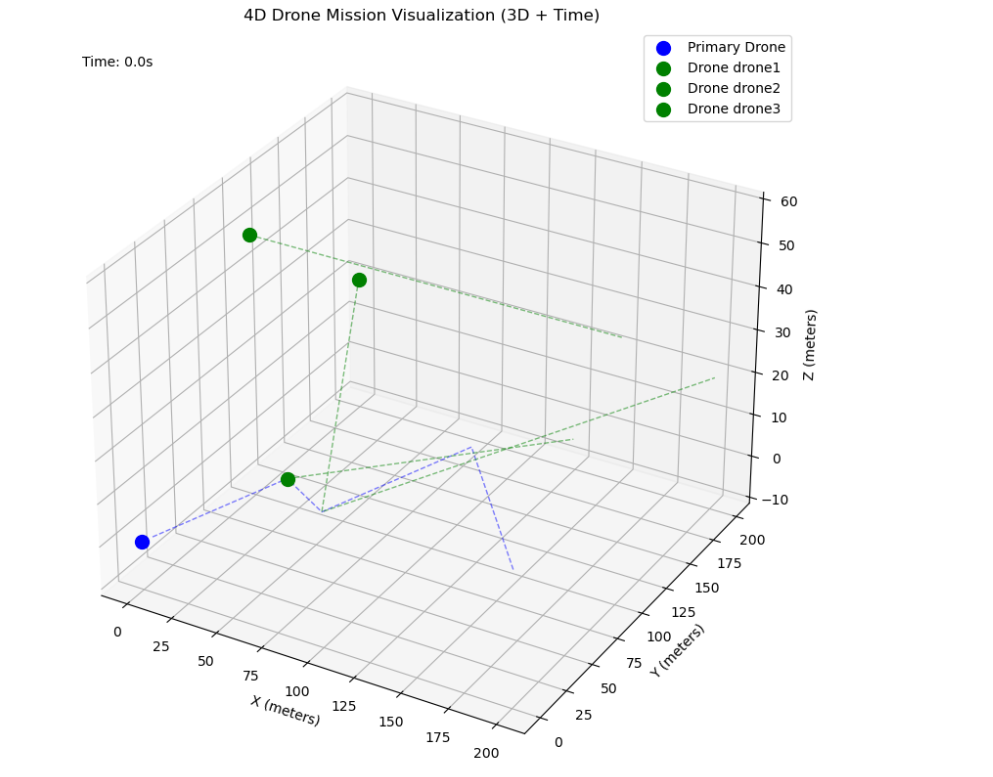 4D Drone Mission Visualization (3D + Time)
Time: 0.0s
Primary Drone
Drone drone1
Drone drone2
Drone drone3
60
50
40
30
20
10
0
−10
Z (meters)
200
175
150
125
100
75
50
25
0
Y (meters)
0
25
50
75
100
125
150
175
200
X (meters)